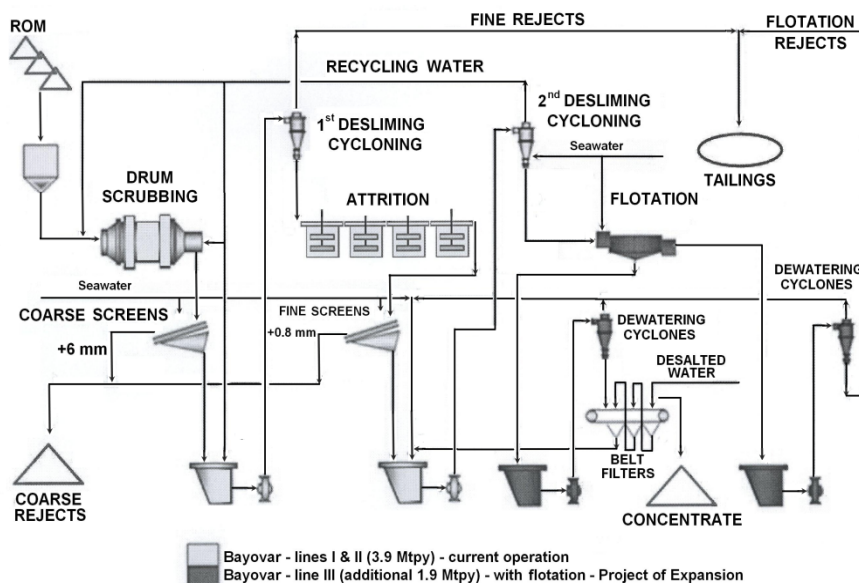 ROM
FINE REJECTS
FLOTATION
REJECTS
RECYCLING WATER
1st DESLIMING
CYCLONING
2nd DESLIMING
CYCLONING
Seawater
TAILINGS
DRUM
SCRUBBING
ATTRITION
FLOTATION
DEWATERING
CYCLONES
Seawater
COARSE SCREENS
FINE SCREENS
+0.8 mm
+6 mm
DEWATERING
CYCLONES
DESALTED
WATER
BELT
FILTERS
COARSE
REJECTS
CONCENTRATE
Bayovar - lines I & II (3.9 Mtpy) - current operation
Bayovar - line III (additional 1.9 Mtpy) - with flotation - Project of Expansion